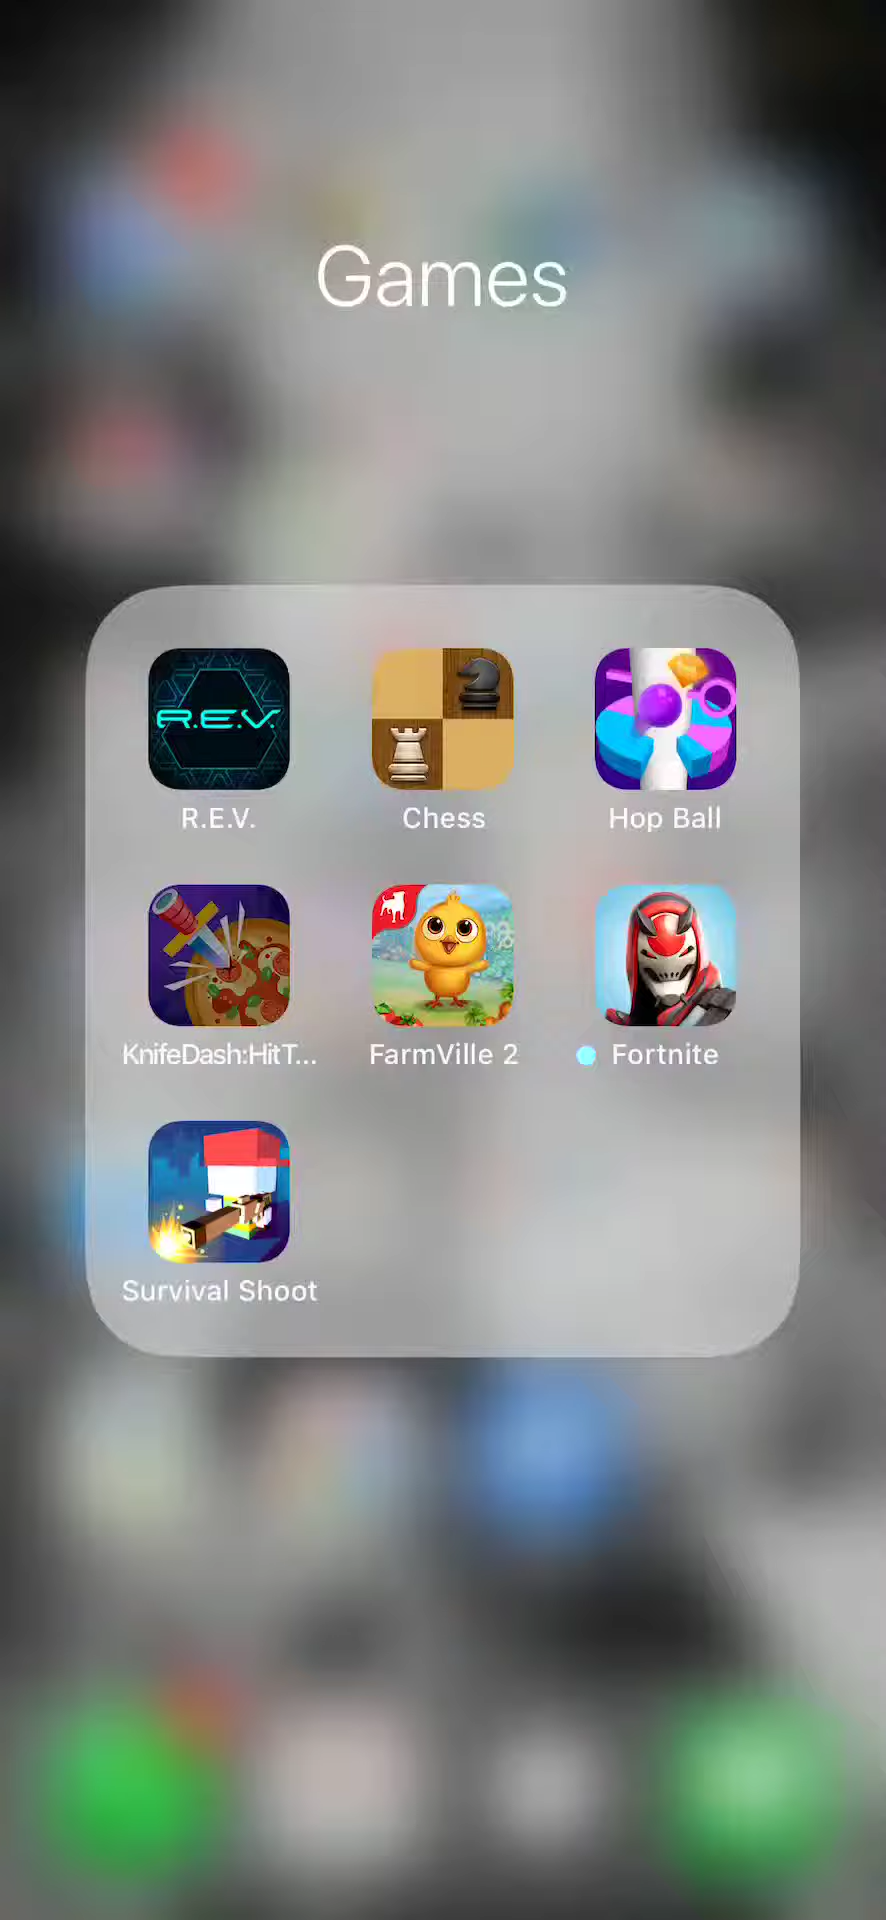 Games
R.E.V.
R.E.V. Chess Hop Ball
KnifeDash:HitT... FarmVille 2 Fortnite
Survival Shoot